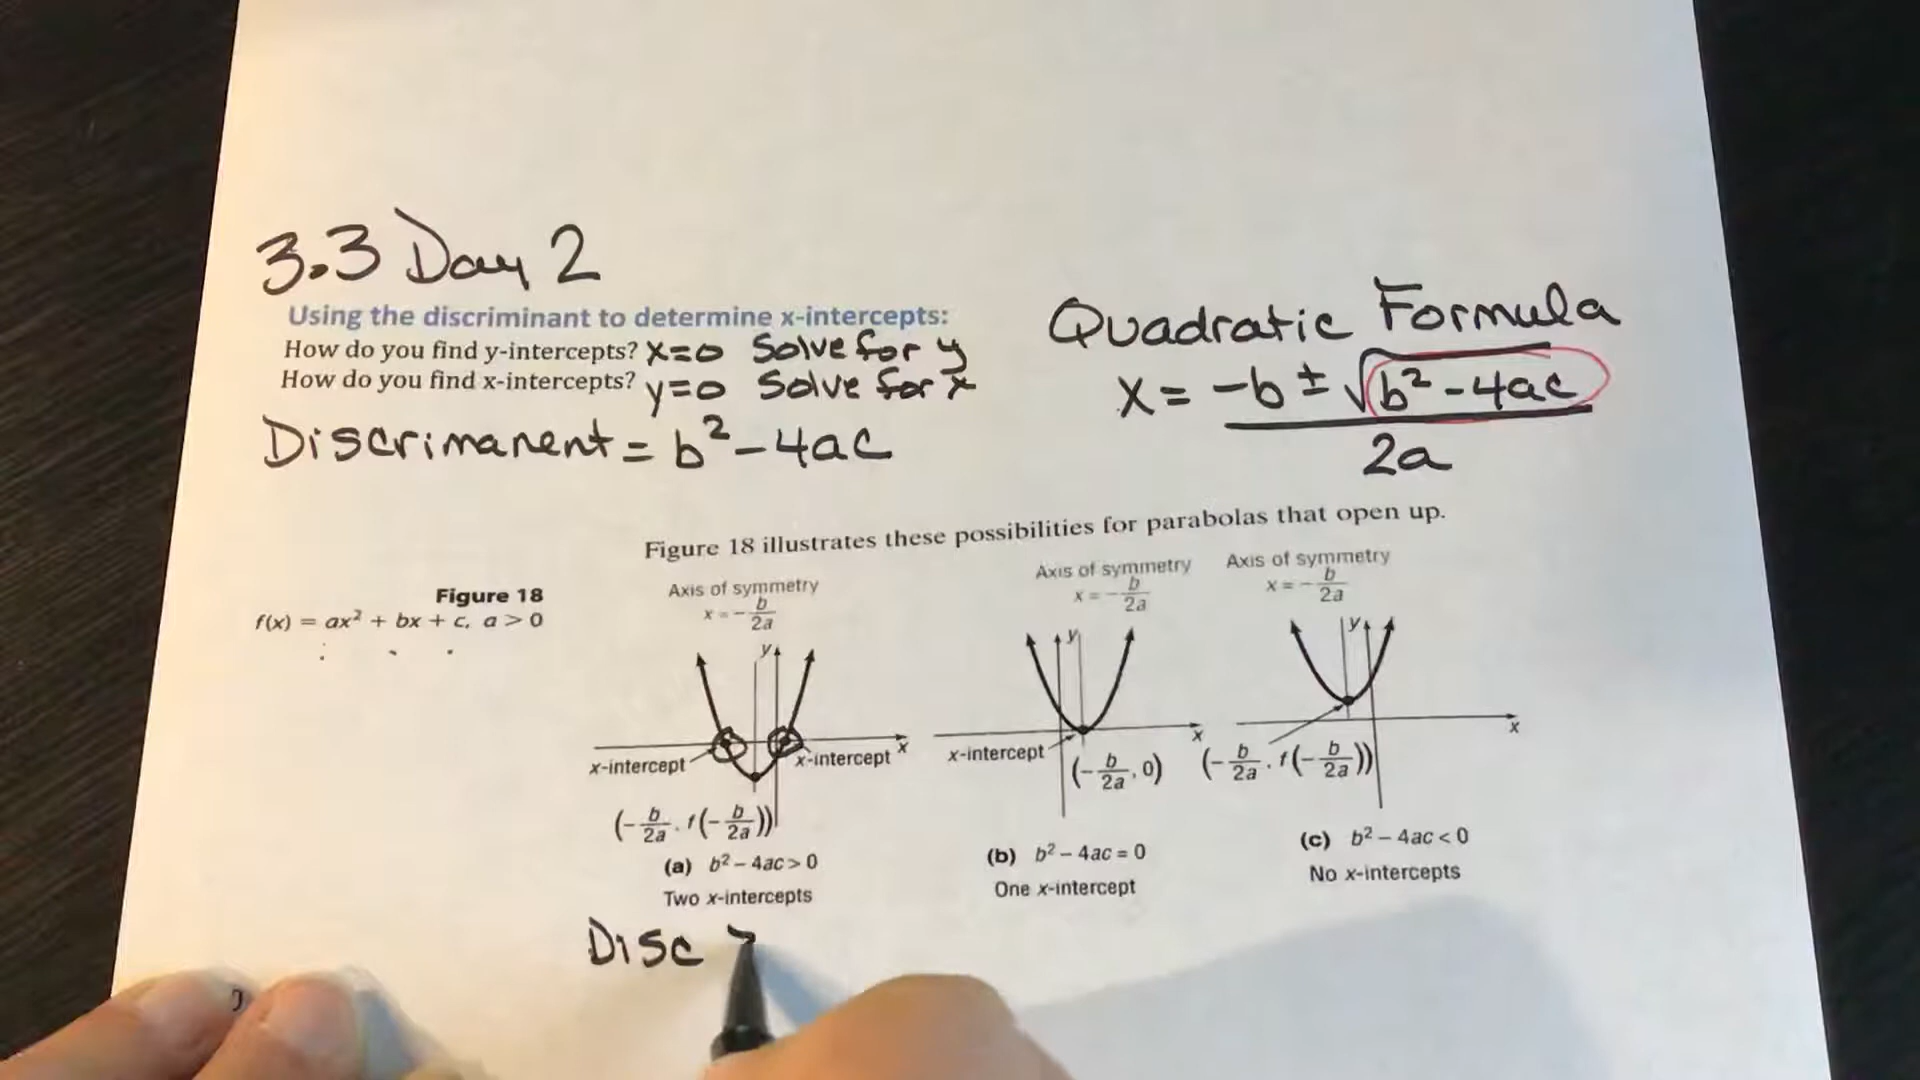 3.3 Day 2
Using the discriminant to determine x-intercepts:
How do you find y-intercepts? x=0 Solve for y
How do you find x-intercepts? y=0 Solve for x
Discrimanent = b² - 4ac
Quadratic Formula
x = -b ± √b² - 4ac
2a
Figure 18 illustrates these possibilities for parabolas that open up.
Figure 18
f(x) = ax² + bx + c, a > 0
Axis of symmetry
x = - b/2a
y
x
x-intercept
x-intercept
(- b/2a, f(- b/2a))
(a) b² - 4ac > 0
Two x-intercepts
Axis of symmetry
x = - b/2a
y
x
x-intercept
(- b/2a, 0)
(b) b² - 4ac = 0
One x-intercept
Axis of symmetry
x = - b/2a
y
x
(- b/2a, f(- b/2a))
(c) b² - 4ac < 0
No x-intercepts
Disc >